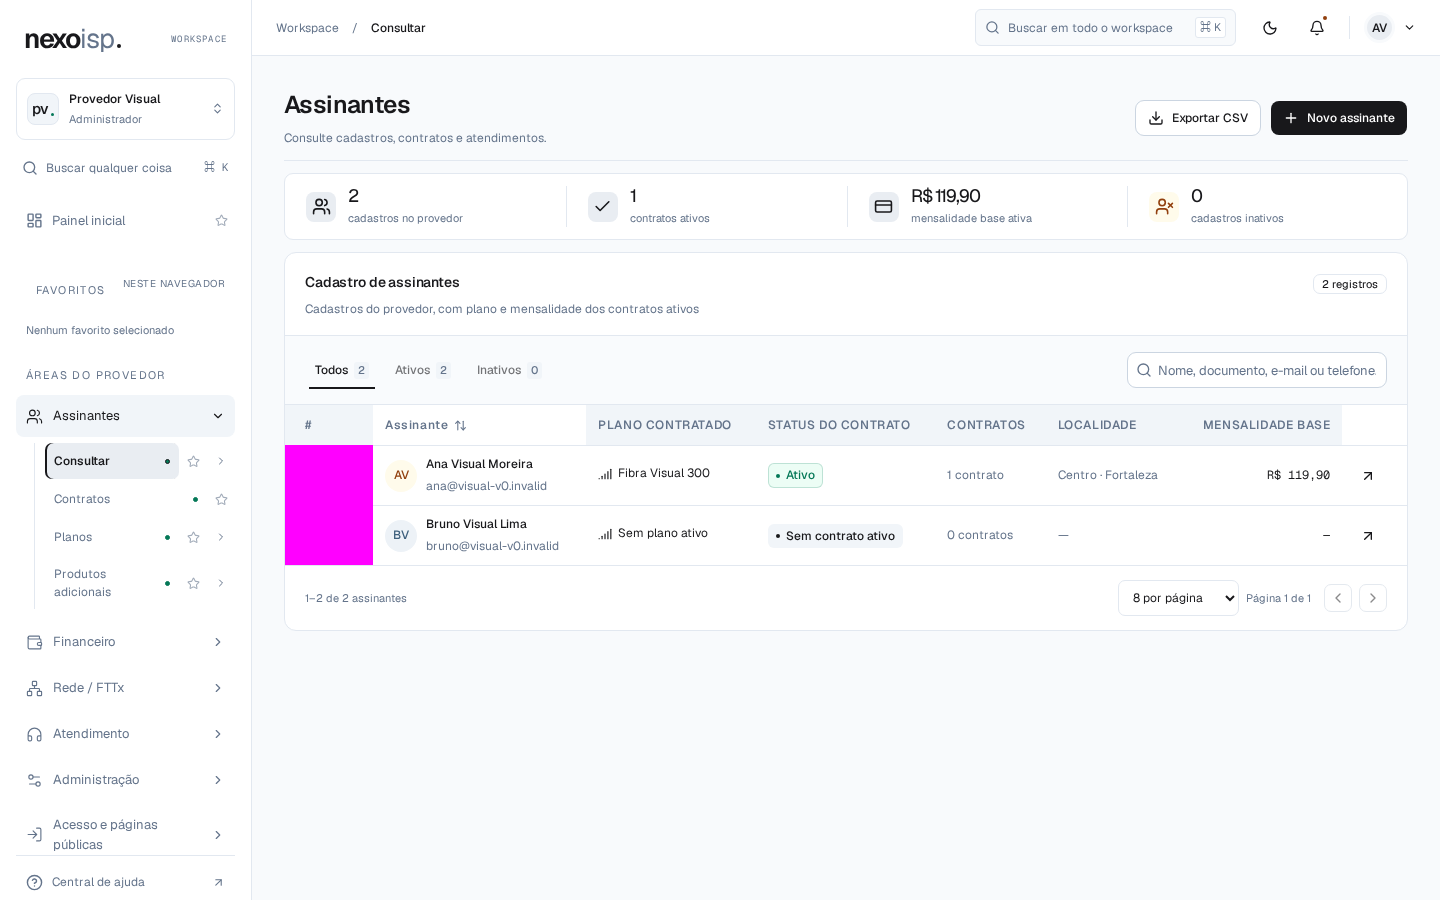 nexoisp.
WORKSPACE
pv.
Provedor Visual
Administrador
Buscar qualquer coisa
⌘ K
Painel inicial
FAVORITOS
NESTE NAVEGADOR
Nenhum favorito selecionado
ÁREAS DO PROVEDOR
Assinantes
Consultar
Contratos
Planos
Produtos
adicionais
Financeiro
Rede / FTTx
Atendimento
Administração
Acesso e páginas
públicas
Central de ajuda
Workspace / Consultar
Buscar em todo o workspace
⌘ K
AV
Assinantes
Consulte cadastros, contratos e atendimentos.
Exportar CSV
Novo assinante
2
cadastros no provedor
1
contratos ativos
R$ 119,90
mensalidade base ativa
0
cadastros inativos
Cadastro de assinantes
Cadastros do provedor, com plano e mensalidade dos contratos ativos
2 registros
Todos 2
Ativos 2
Inativos 0
Nome, documento, e-mail ou telefone.
# Assinante PLANO CONTRATADO STATUS DO CONTRATO CONTRATOS LOCALIDADE MENSALIDADE BASE
AV
Ana Visual Moreira
ana@visual-v0.invalid
Fibra Visual 300
Ativo
1 contrato
Centro · Fortaleza
R$ 119,90
BV
Bruno Visual Lima
bruno@visual-v0.invalid
Sem plano ativo
Sem contrato ativo
0 contratos
—
–
1–2 de 2 assinantes
8 por página
Página 1 de 1